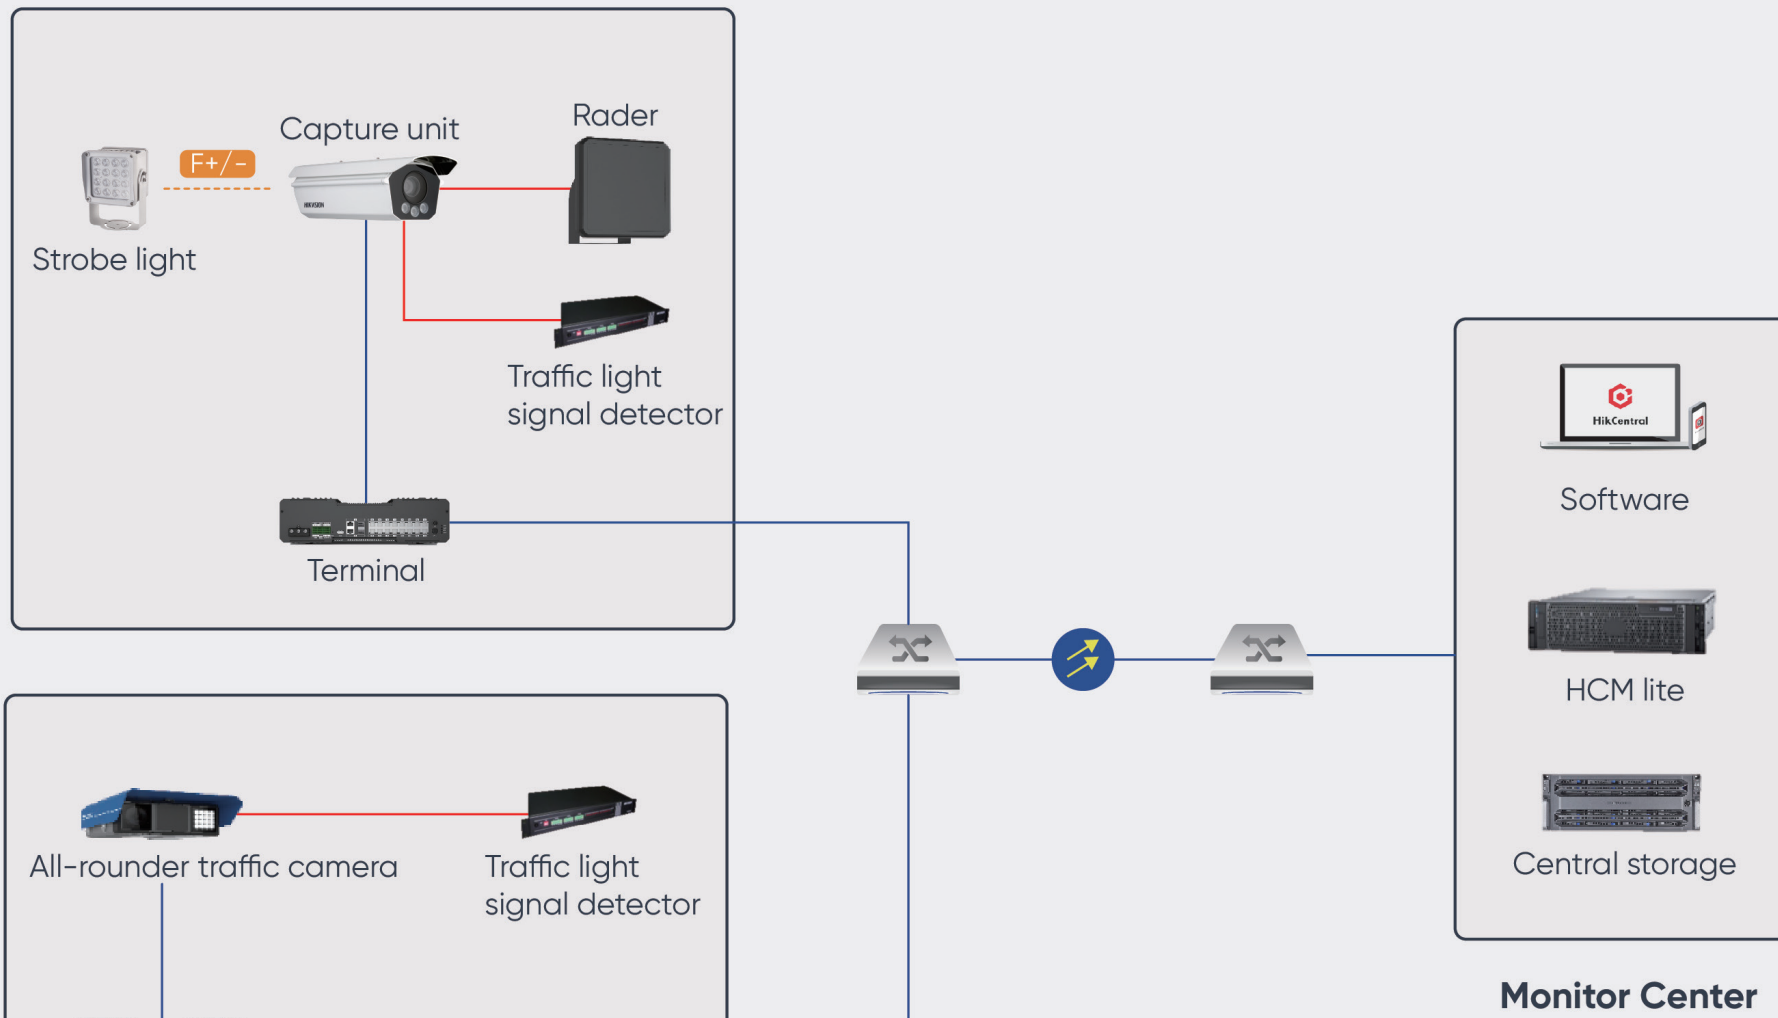 Rader
Capture unit
F+/-
HIKVISION
Strobe light
Traffic light
signal detector
Terminal
HikCentral
Software
HCM lite
Central storage
All-rounder traffic camera
Traffic light
signal detector
Monitor Center